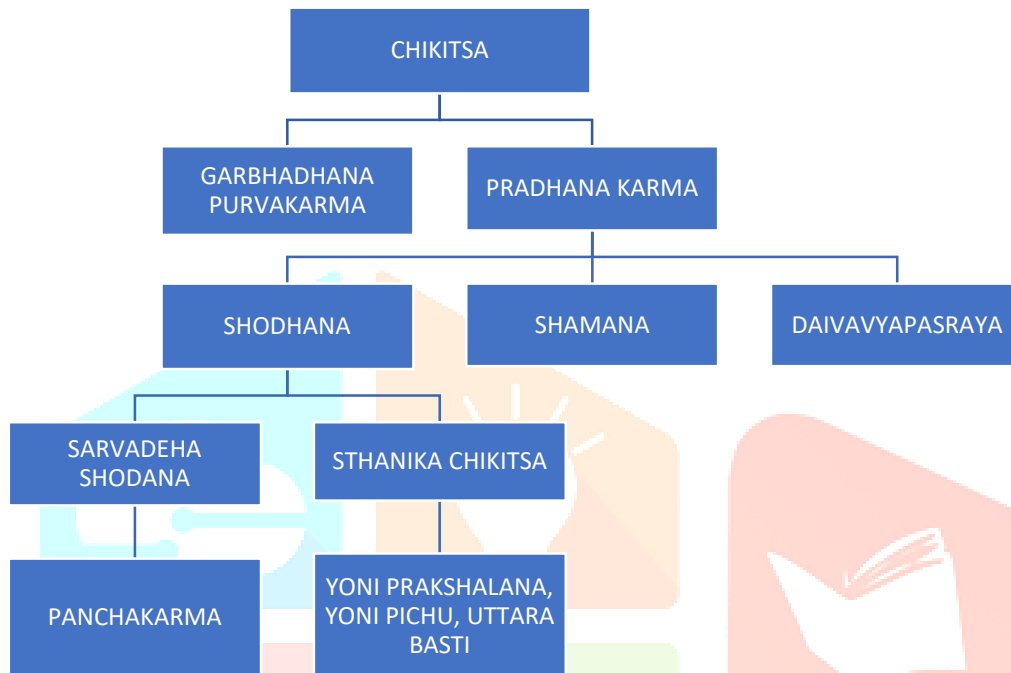 CHIKITSA
GARBHADHANA
PURVAKARMA
PRADHANA KARMA
SHODHANA
SHAMANA
DAIVAVYAPASRAYA
SARVADEHA
SHODANA
STHANIKA CHIKITSA
PANCHAKARMA
YONI PRAKSHALANA,
YONI PICHU, UTTARA
BASTI